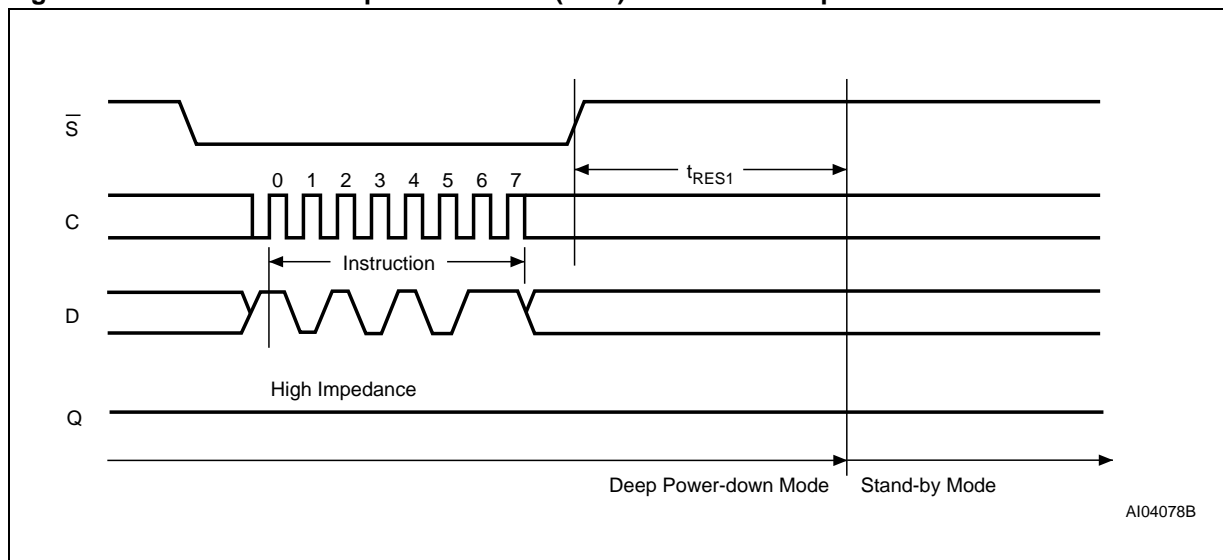 S
t RES1
0 1 2 3 4 5 6 7
C
Instruction
D
High Impedance
Q
Deep Power-down Mode Stand-by Mode
AI04078B